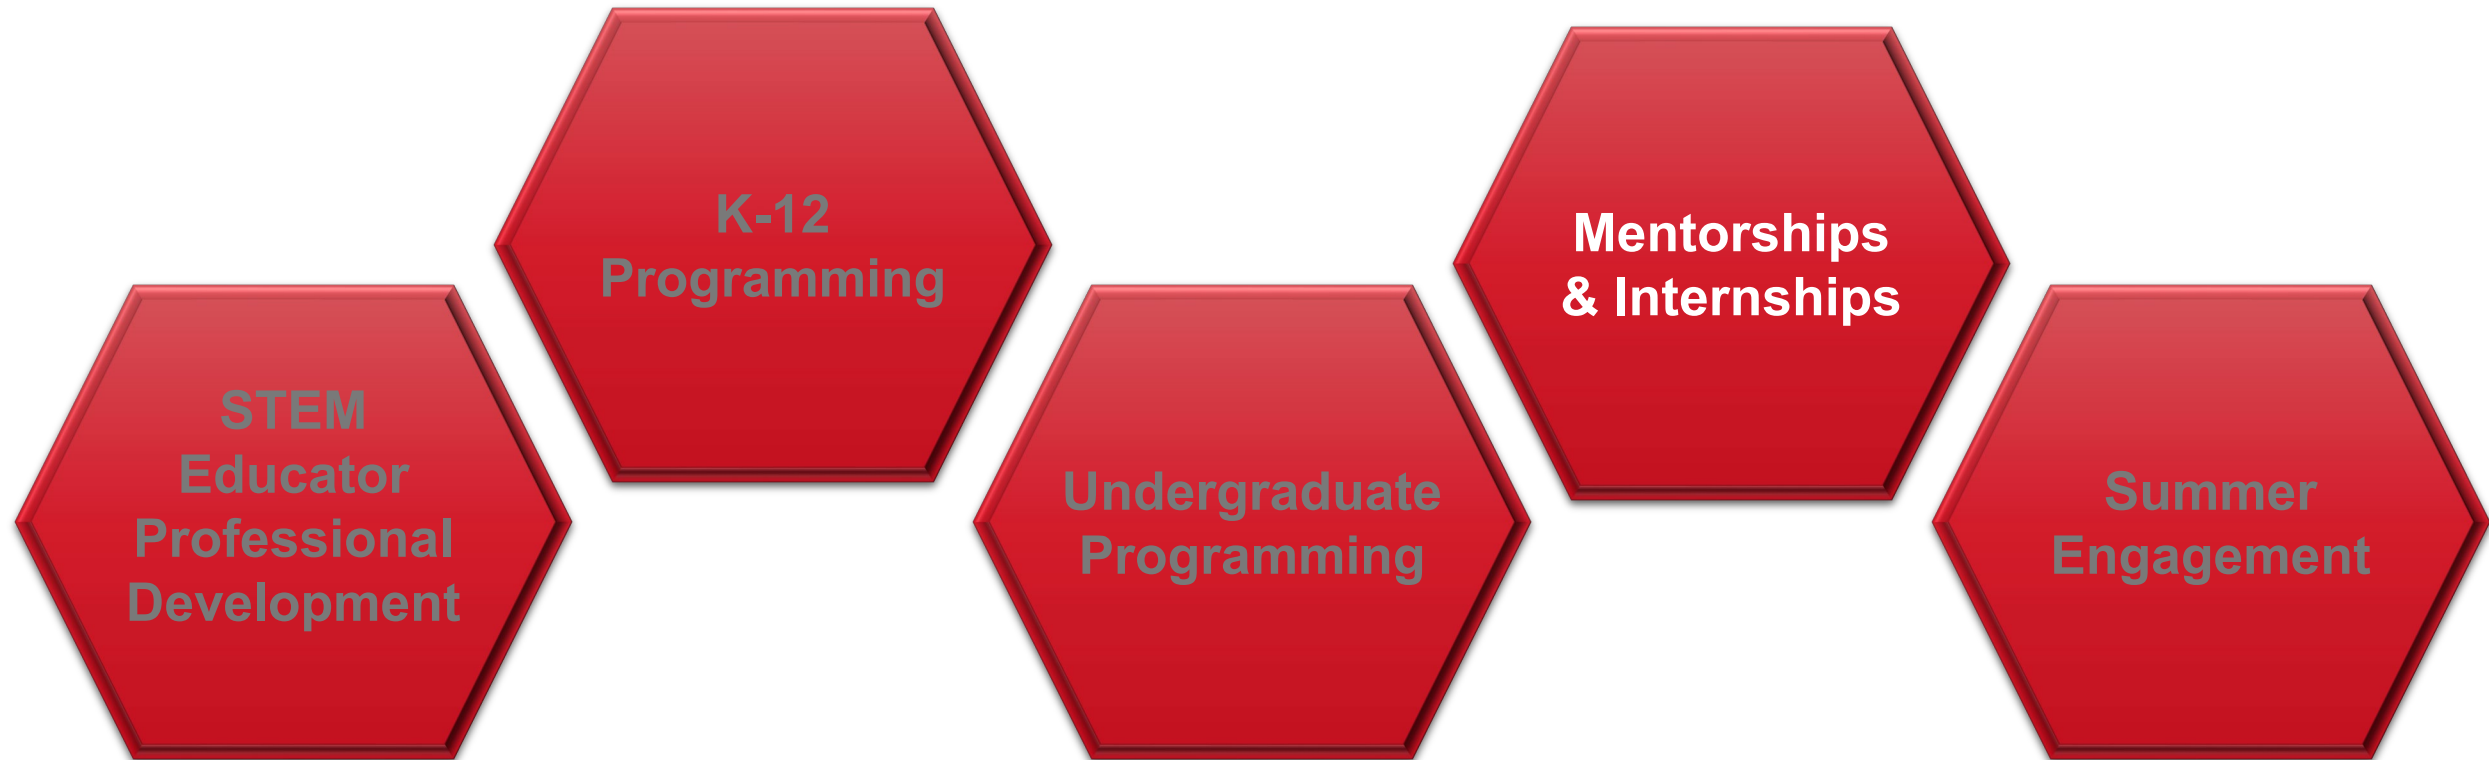 STEM
Educator
Professional
Development
K-12
Programming
Undergraduate
Programming
Mentorships
& Internships
Summer
Engagement